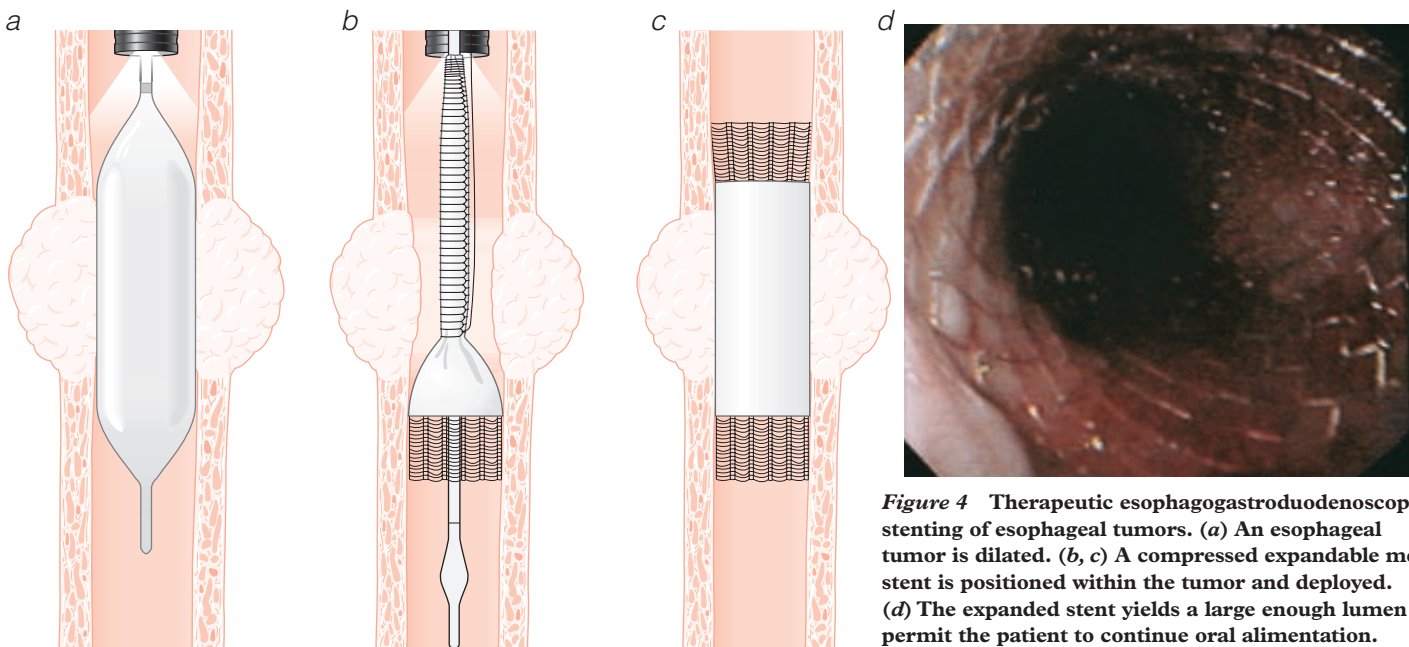 a
b
c
d
Figure 4 Therapeutic esophagogastroduodenoscop
stenting of esophageal tumors. (a) An esophageal
tumor is dilated. (b, c) A compressed expandable me
stent is positioned within the tumor and deployed.
(d) The expanded stent yields a large enough lumen
permit the patient to continue oral alimentation.